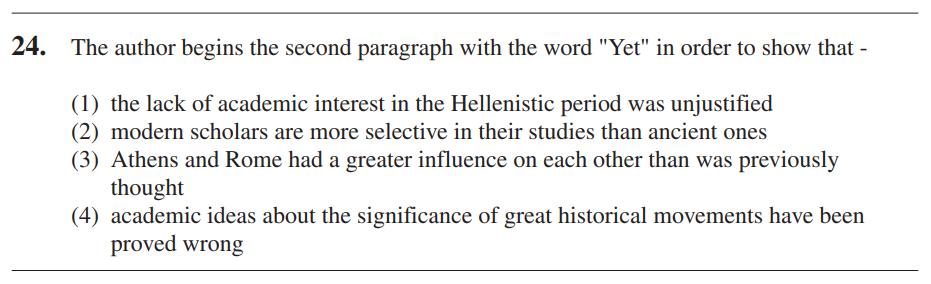 24. The author begins the second paragraph with the word "Yet" in order to show that -
(1) the lack of academic interest in the Hellenistic period was unjustified
(2) modern scholars are more selective in their studies than ancient ones
(3) Athens and Rome had a greater influence on each other than was previously
thought
(4) academic ideas about the significance of great historical movements have been
proved wrong